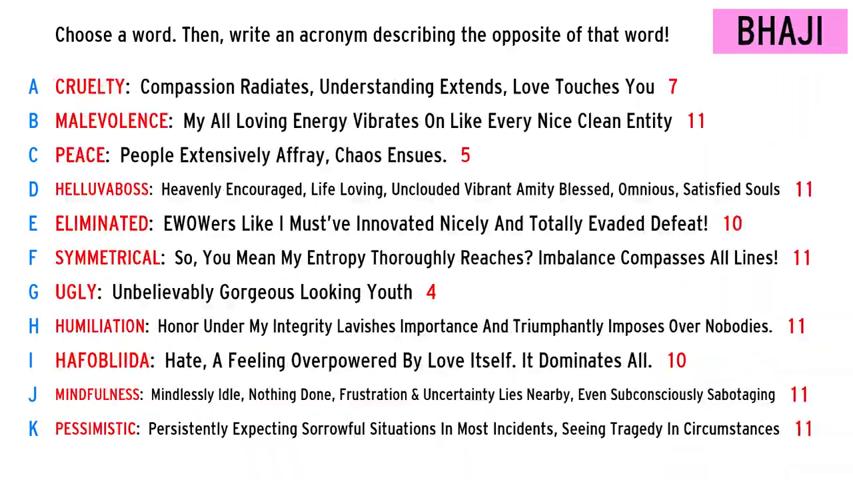 Choose a word. Then, write an acronym describing the opposite of that word!
BHAJI
A CRUELTY: Compassion Radiates, Understanding Extends, Love Touches You 7
B MALEVOLENCE: My All Loving Energy Vibrates On Like Every Nice Clean Entity 11
C PEACE: People Extensively Affray, Chaos Ensues. 5
D HELLUVABOSS: Heavenly Encouraged, Life Loving, Unclouded Vibrant Amity Blessed, Omnious, Satisfied Souls 11
E ELIMINATED: EWOWers Like I Must've Innovated Nicely And Totally Evaded Defeat! 10
F SYMMETRICAL: So, You Mean My Entropy Thoroughly Reaches? Imbalance Compasses All Lines! 11
G UGLY: Unbelievably Gorgeous Looking Youth 4
H HUMILIATION: Honor Under My Integrity Lavishes Importance And Triumphantly Imposes Over Nobodies. 11
I HAFOBLIIDA: Hate, A Feeling Overpowered By Love Itself. It Dominates All. 10
J MINDFULNESS: Mindlessly Idle, Nothing Done, Frustration & Uncertainty Lies Nearby, Even Subconsciously Sabotaging 11
K PESSIMISTIC: Persistently Expecting Sorrowful Situations In Most Incidents, Seeing Tragedy In Circumstances 11